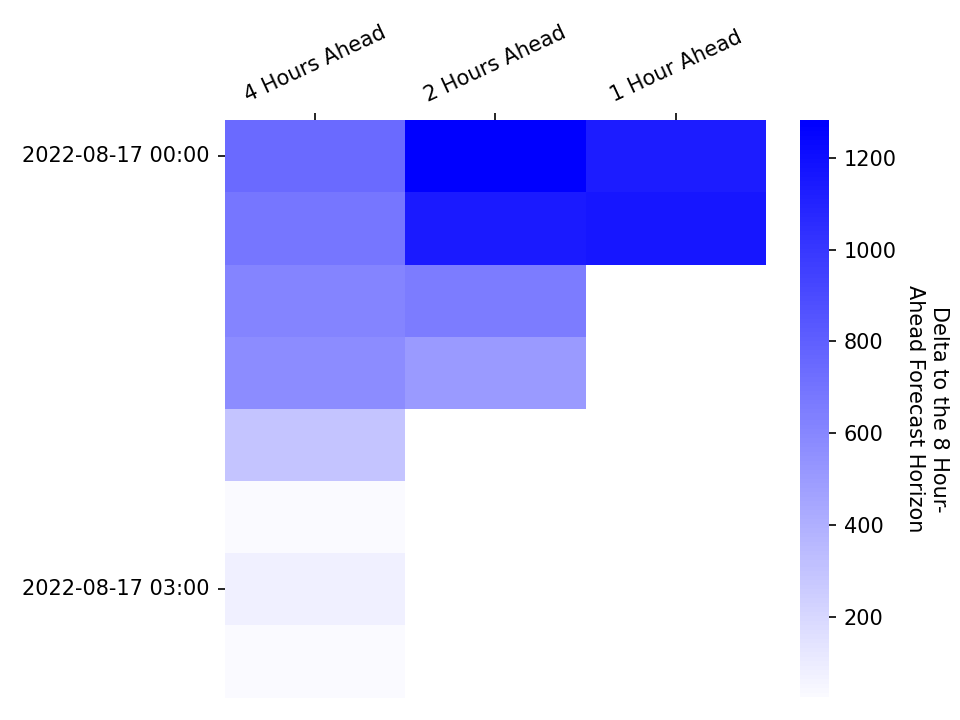 4 Hours Ahead
2 Hours Ahead
1 Hour Ahead
2022-08-17 00:00
2022-08-17 03:00
1200
1000
800
600
400
200
Delta to the 8 Hour-
Ahead Forecast Horizon